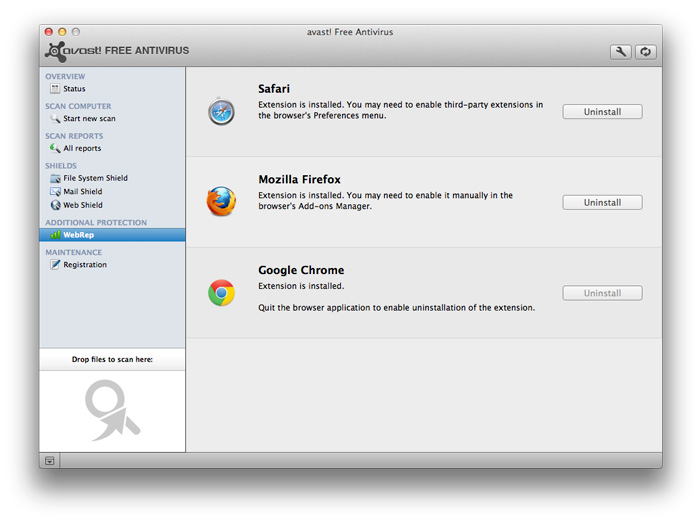 avast! Free Antivirus
avast! FREE ANTIVIRUS
OVERVIEW
Status
SCAN COMPUTER
Start new scan
SCAN REPORTS
All reports
SHIELDS
File System Shield
Mail Shield
Web Shield
ADDITIONAL PROTECTION
WebRep
MAINTENANCE
Registration
Drop files to scan here:
Safari
Extension is installed. You may need to enable third-party extensions in
the browser's Preferences menu.
Uninstall
Mozilla Firefox
Extension is installed. You may need to enable it manually in the
browser's Add-ons Manager.
Uninstall
Google Chrome
Extension is installed.
Quit the browser application to enable uninstallation of the extension.
Uninstall